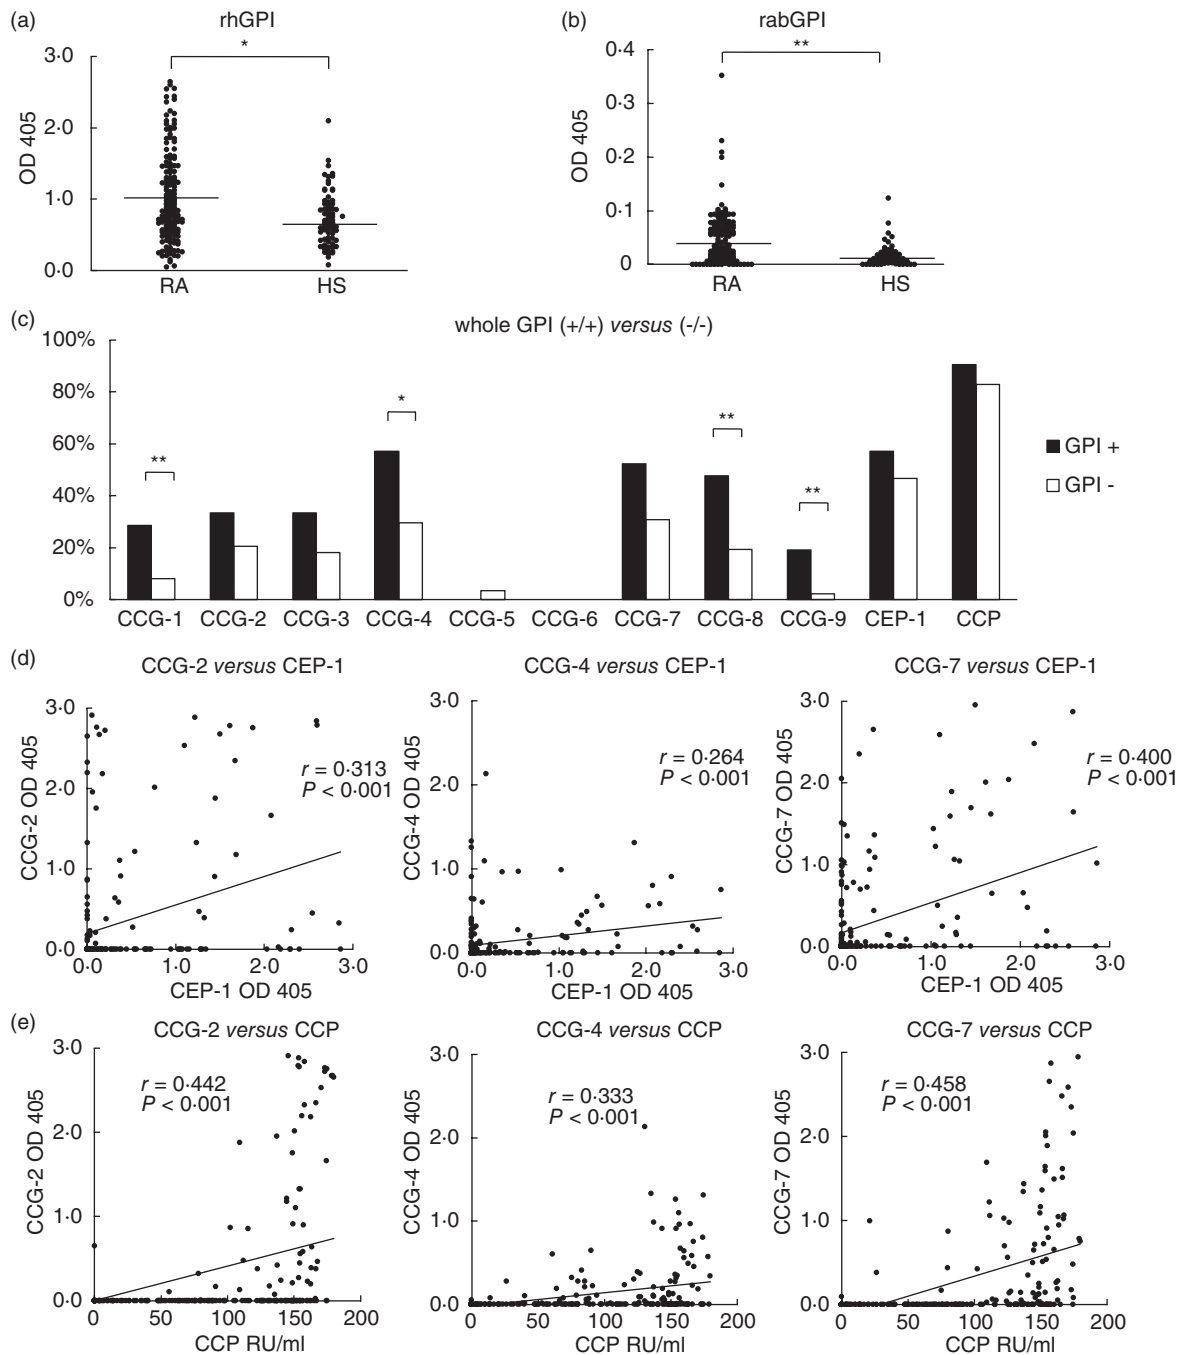 (a)
rhGPI
*
3·0
2·0
1·0
0·0
OD 405
RA
HS
(b)
rabGPI
**
0·4
0·3
0·2
0·1
0
OD 405
RA
HS
(c)
whole GPI (+/+) versus (-/-)
100%
80%
60%
40%
20%
0%
**
*
**
**
GPI +
GPI -
CCG-1 CCG-2 CCG-3 CCG-4 CCG-5 CCG-6 CCG-7 CCG-8 CCG-9 CEP-1 CCP
(d)
CCG-2 versus CEP-1
3·0
2·0
1·0
0·0
CCG-2 OD 405
r = 0·313
P < 0·001
0·0 1·0 2·0 3·0
CEP-1 OD 405
CCG-4 versus CEP-1
3·0
2·0
1·0
0·0
CCG-4 OD 405
r = 0·264
P < 0·001
0·0 1·0 2·0 3·0
CEP-1 OD 405
CCG-7 versus CEP-1
3·0
2·0
1·0
0·0
CCG-7 OD 405
r = 0·400
P < 0·001
0·0 1·0 2·0 3·0
CEP-1 OD 405
(e)
CCG-2 versus CCP
3·0
2·0
1·0
0·0
CCG-2 OD 405
r = 0·442
P < 0·001
0 50 100 150 200
CCP RU/ml
CCG-4 versus CCP
3·0
2·0
1·0
0·0
CCG-4 OD 405
r = 0·333
P < 0·001
0 50 100 150 200
CCP RU/ml
CCG-7 versus CCP
3·0
2·0
1·0
0·0
CCG-7 OD 405
r = 0·458
P < 0·001
0 50 100 150 200
CCP RU/ml